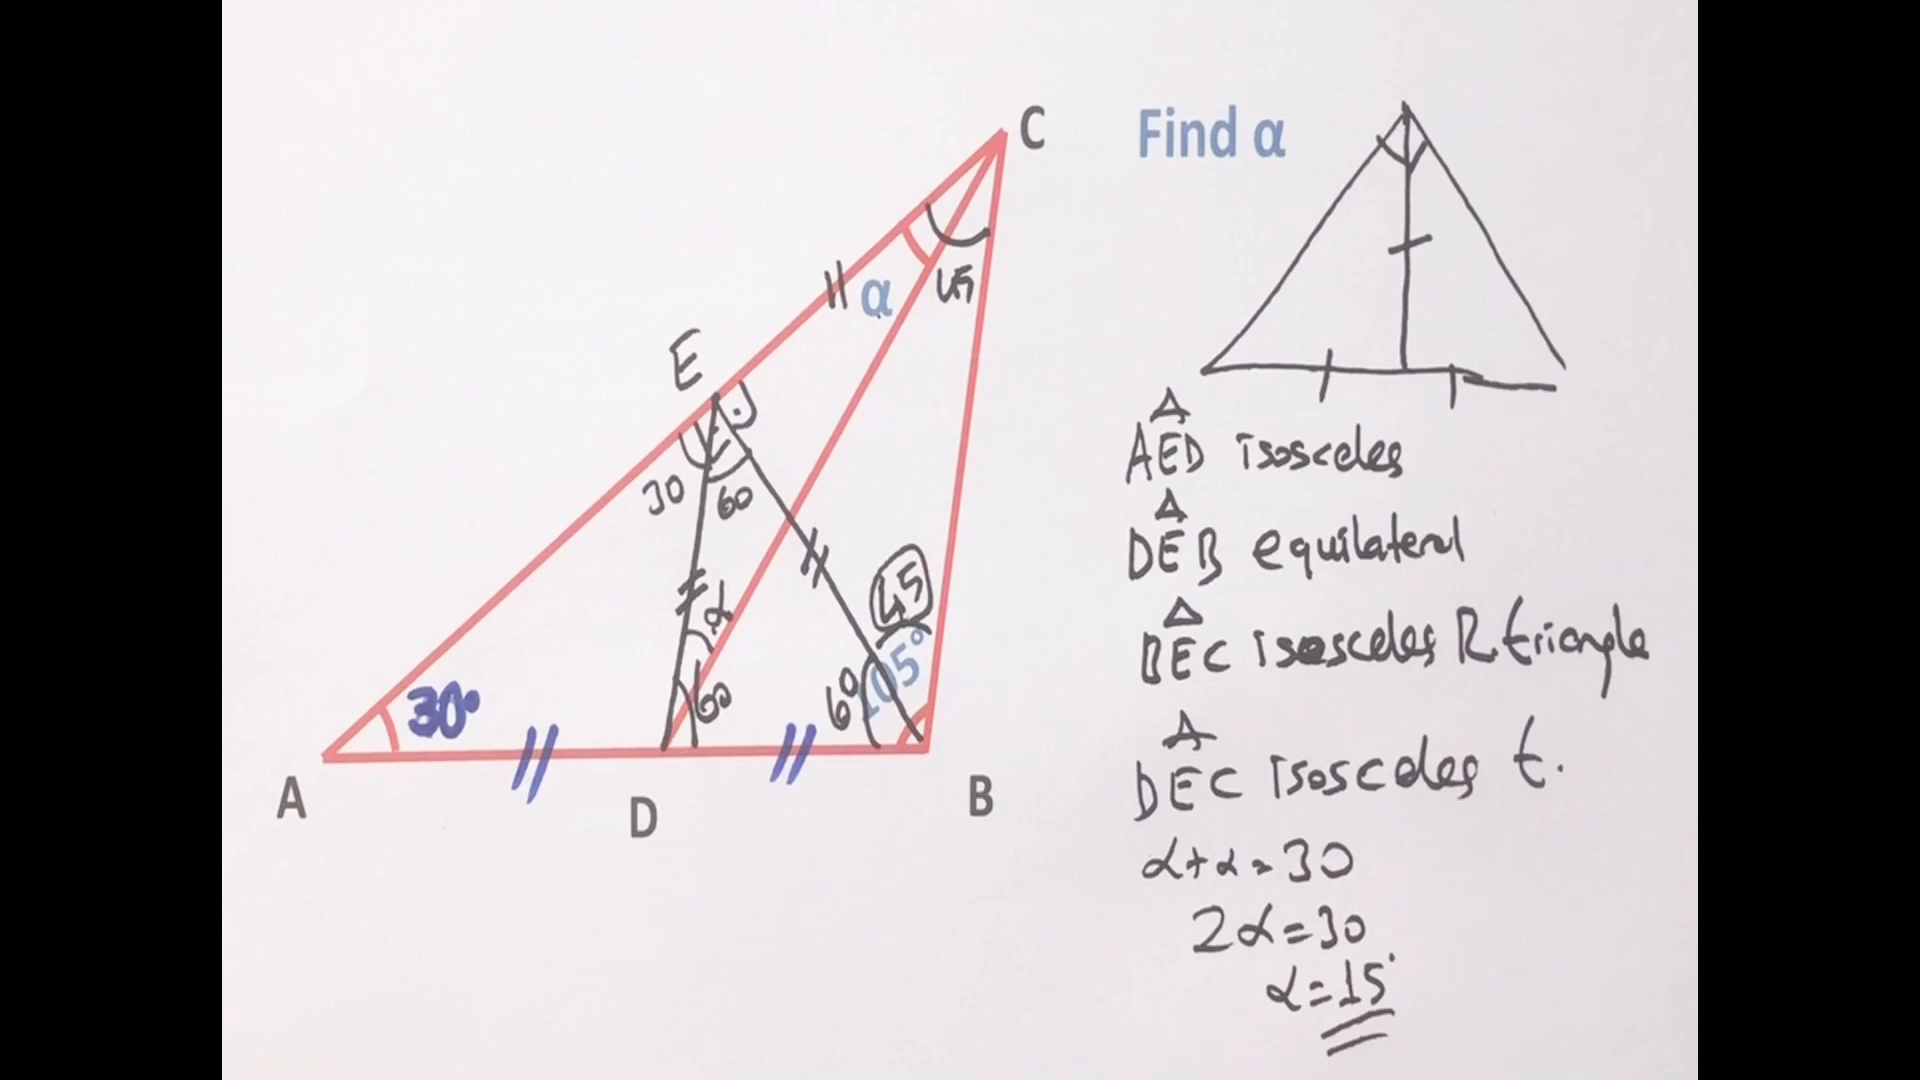 C
Find α
α
45
E
30
60
α
45
105°
60
60
30°
A
D
B
AED isosceles
DEB equilateral
BEC isosceles R.triangle
DEC isosceles t.
α+α=30
2α=30
α=15°